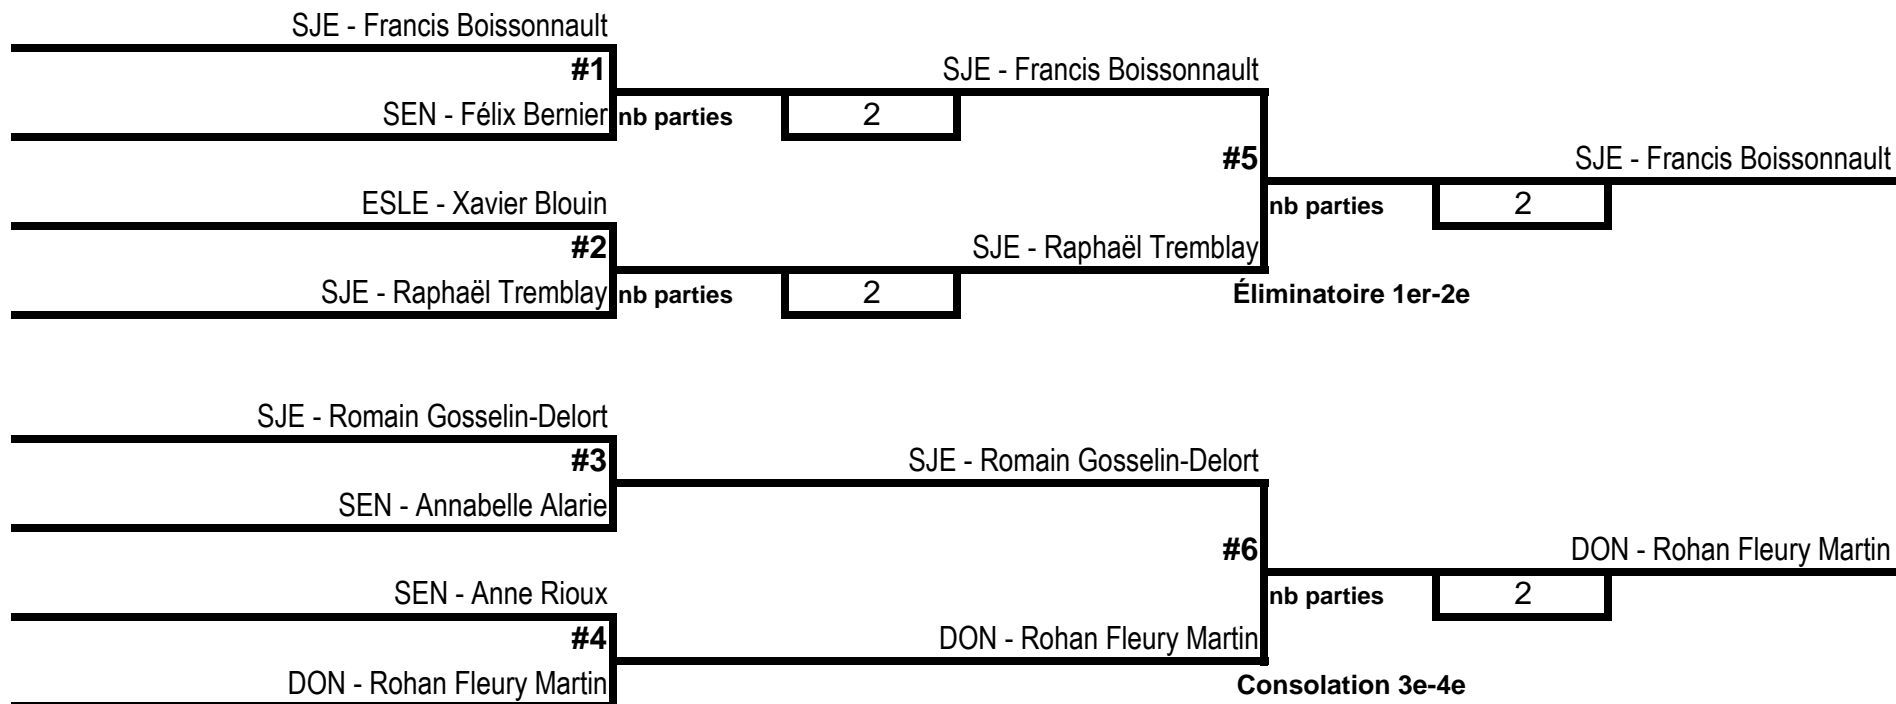 SJE - Francis Boissonnault
#1
SJE - Francis Boissonnault
SEN - Félix Bernier
nb parties
2
#5
SJE - Francis Boissonnault
ESLE - Xavier Blouin
nb parties
2
#2
SJE - Raphaël Tremblay
SJE - Raphaël Tremblay
nb parties
2
Éliminatoire 1er-2e
SJE - Romain Gosselin-Delort
#3
SJE - Romain Gosselin-Delort
SEN - Annabelle Alarie
#6
DON - Rohan Fleury Martin
SEN - Anne Rioux
nb parties
2
#4
DON - Rohan Fleury Martin
DON - Rohan Fleury Martin
Consolation 3e-4e